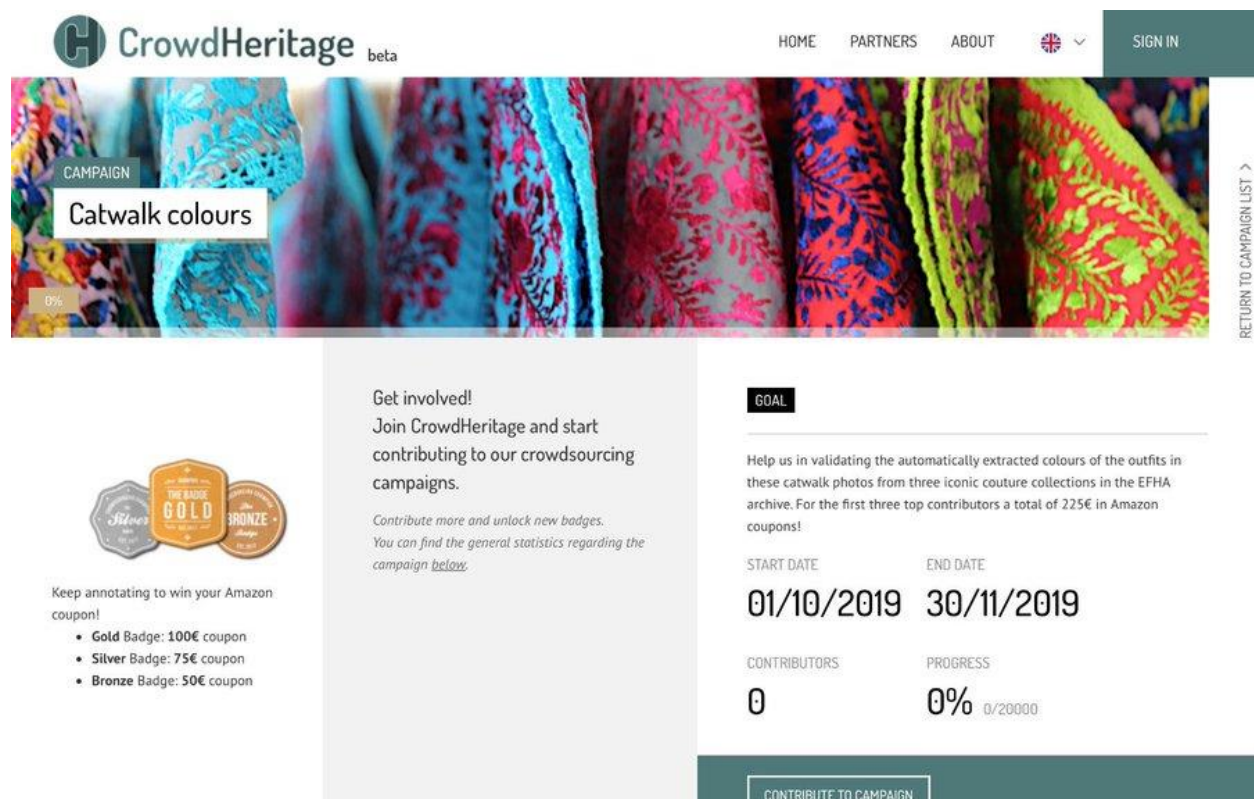 CrowdHeritage beta
HOME PARTNERS ABOUT SIGN IN
CAMPAIGN
Catwalk colours
0%
RETURN TO CAMPAIGN LIST >
THE BADGE
Silver GOLD BRONZE
Badge
Keep annotating to win your Amazon
coupon!
• Gold Badge: 100€ coupon
• Silver Badge: 75€ coupon
• Bronze Badge: 50€ coupon
Get involved!
Join CrowdHeritage and start
contributing to our crowdsourcing
campaigns.
Contribute more and unlock new badges.
You can find the general statistics regarding the
campaign below.
GOAL
Help us in validating the automatically extracted colours of the outfits in
these catwalk photos from three iconic couture collections in the EFHA
archive. For the first three top contributors a total of 225€ in Amazon
coupons!
START DATE END DATE
01/10/2019 30/11/2019
CONTRIBUTORS PROGRESS
0 0% 0/20000
CONTRIBUTE TO CAMPAIGN